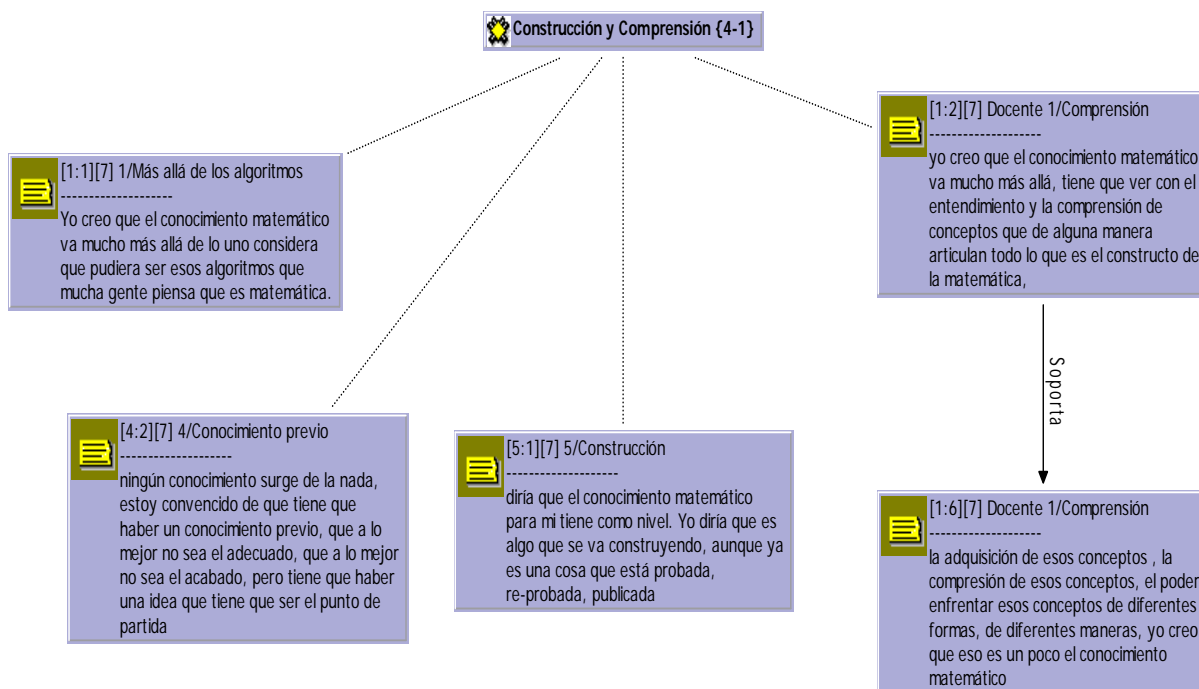 Construcción y Comprensión {4-1}
[1:1][7] 1/Más allá de los algoritmos
--------------------
Yo creo que el conocimiento matemático
va mucho más allá de lo uno considera
que pudiera ser esos algoritmos que
mucha gente piensa que es matemática.
[1:2][7] Docente 1/Comprensión
--------------------
yo creo que el conocimiento matemático
va mucho más allá, tiene que ver con el
entendimiento y la comprensión de
conceptos que de alguna manera
articulan todo lo que es el constructo de
la matemática,
Soporta
[4:2][7] 4/Conocimiento previo
--------------------
ningún conocimiento surge de la nada,
estoy convencido de que tiene que
haber un conocimiento previo, que a lo
mejor no sea el adecuado, que a lo mejor
no sea el acabado, pero tiene que haber
una idea que tiene que ser el punto de
partida
[5:1][7] 5/Construcción
--------------------
diría que el conocimiento matemático
para mi tiene como nivel. Yo diría que es
algo que se va construyendo, aunque ya
es una cosa que está probada,
re-probada, publicada
[1:6][7] Docente 1/Comprensión
--------------------
la adquisición de esos conceptos , la
compresión de esos conceptos, el poder
enfrentar esos conceptos de diferentes
formas, de diferentes maneras, yo creo
que eso es un poco el conocimiento
matemático